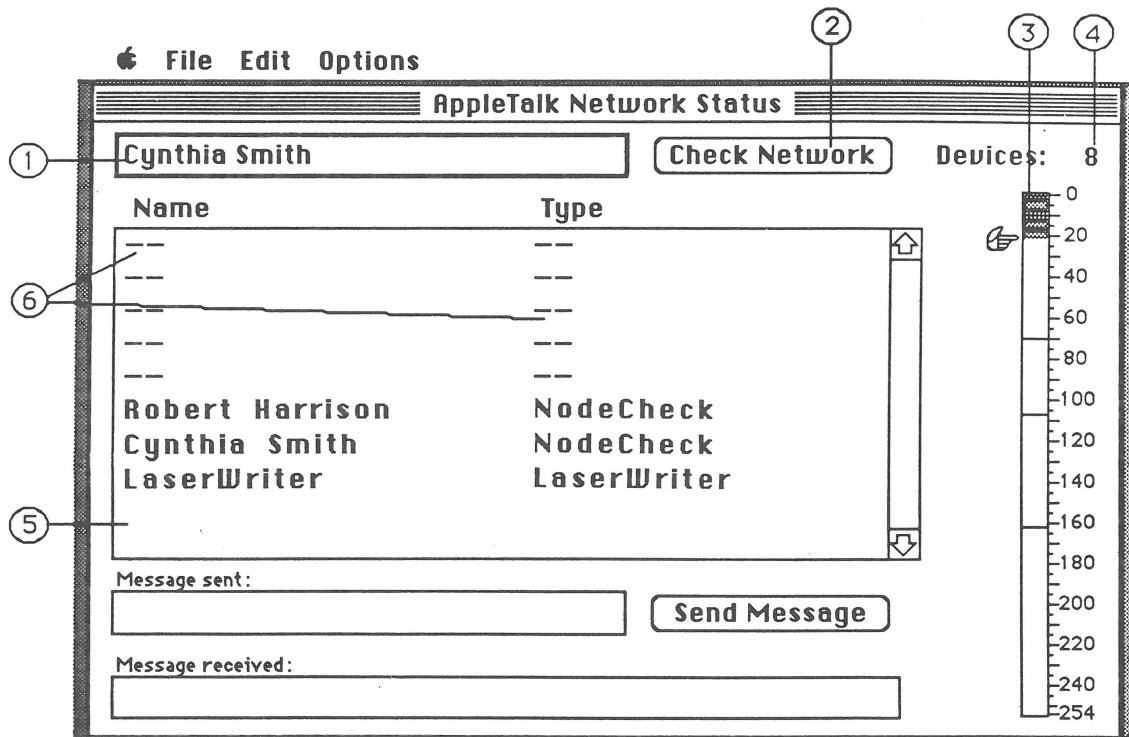 2 3 4
File Edit Options
AppleTalk Network Status
1 Cynthia Smith Check Network Devices: 8
Name Type
-- --
-- --
6 -- --
-- --
-- --
Robert Harrison NodeCheck
Cynthia Smith NodeCheck
LaserWriter LaserWriter
5
Message sent:
Send Message
Message received:
0
20
40
60
80
100
120
140
160
180
200
220
240
254